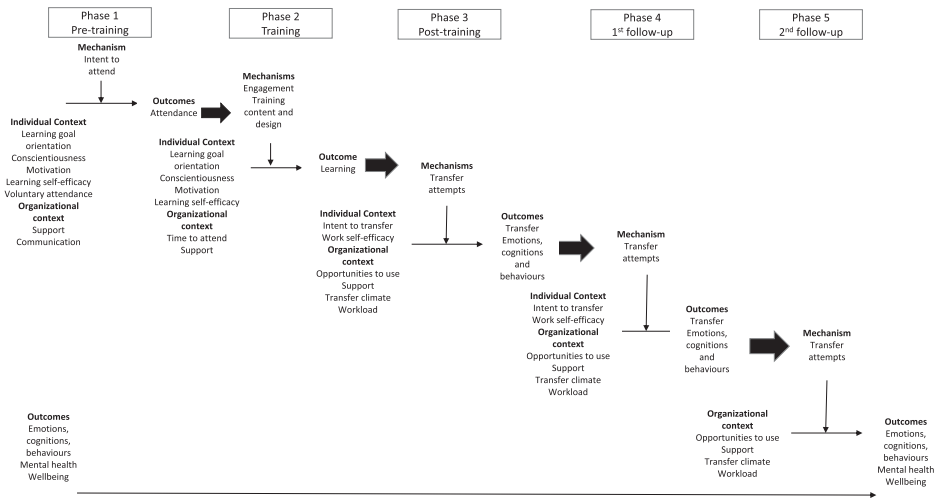 Phase 1
Pre-training
Phase 2
Training
Phase 3
Post-training
Phase 4
1st follow-up
Phase 5
2nd follow-up
Mechanism
Intent to
attend
Outcomes
Attendance
Individual Context
Learning goal
orientation
Conscientiousness
Motivation
Learning self-efficacy
Voluntary attendance
Organizational
context
Support
Communication
Mechanisms
Engagement
Training
content and
design
Individual Context
Learning goal
orientation
Conscientiousness
Motivation
Learning self-efficacy
Organizational
context
Time to attend
Support
Outcome
Learning
Mechanisms
Transfer
attempts
Individual Context
Intent to transfer
Work self-efficacy
Organizational
context
Opportunities to use
Support
Transfer climate
Workload
Outcomes
Transfer
Emotions,
cognitions
and
behaviours
Mechanism
Transfer
attempts
Individual Context
Intent to transfer
Work self-efficacy
Organizational
context
Opportunities to use
Support
Transfer climate
Workload
Outcomes
Transfer
Emotions,
cognitions
and
behaviours
Mechanism
Transfer
attempts
Organizational
context
Opportunities to use
Support
Transfer climate
Workload
Outcomes
Emotions,
cognitions,
behaviours
Mental health
Wellbeing
Outcomes
Emotions,
cognitions,
behaviours
Mental health
Wellbeing